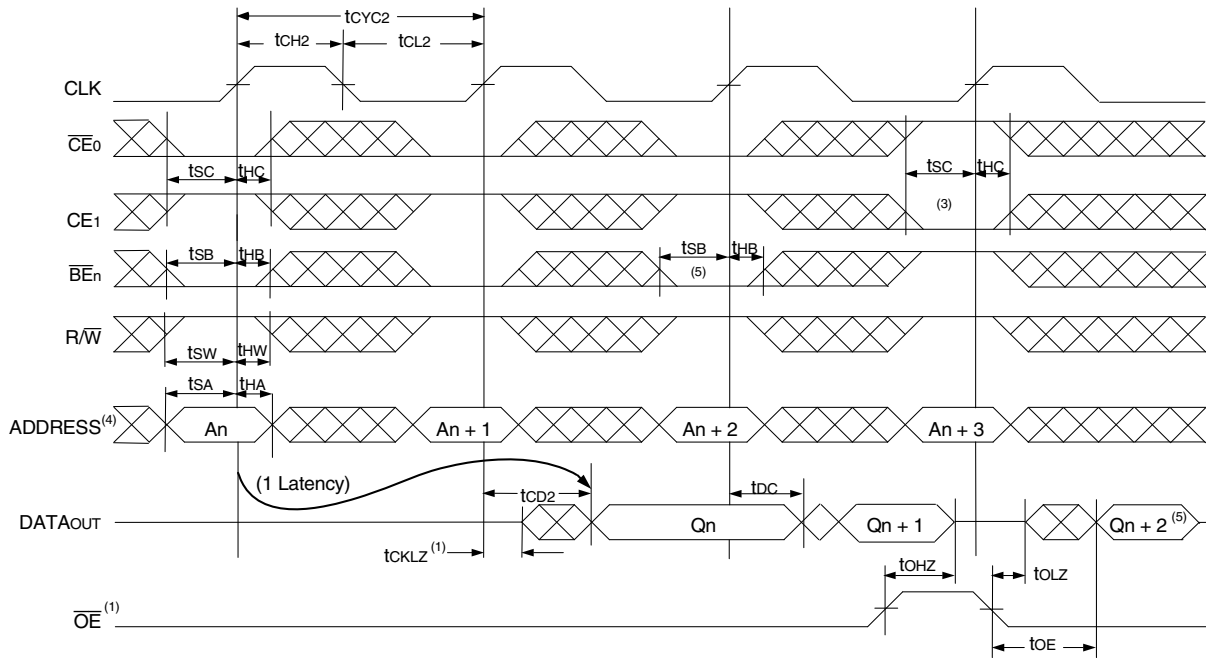 tCYC2
tCH2 tCL2
CLK
CE0
tSC tHC tSC tHC
CE1 (3)
tSB tHB tSB tHB
BEn (5)
R/W
tSW tHW
tSA tHA
ADDRESS(4) An An + 1 An + 2 An + 3
(1 Latency) tCD2 tDC
DATAOUT Qn Qn + 1 Qn + 2 (5)
tCKLZ(1)
tOHZ tOLZ
OE (1)
tOE